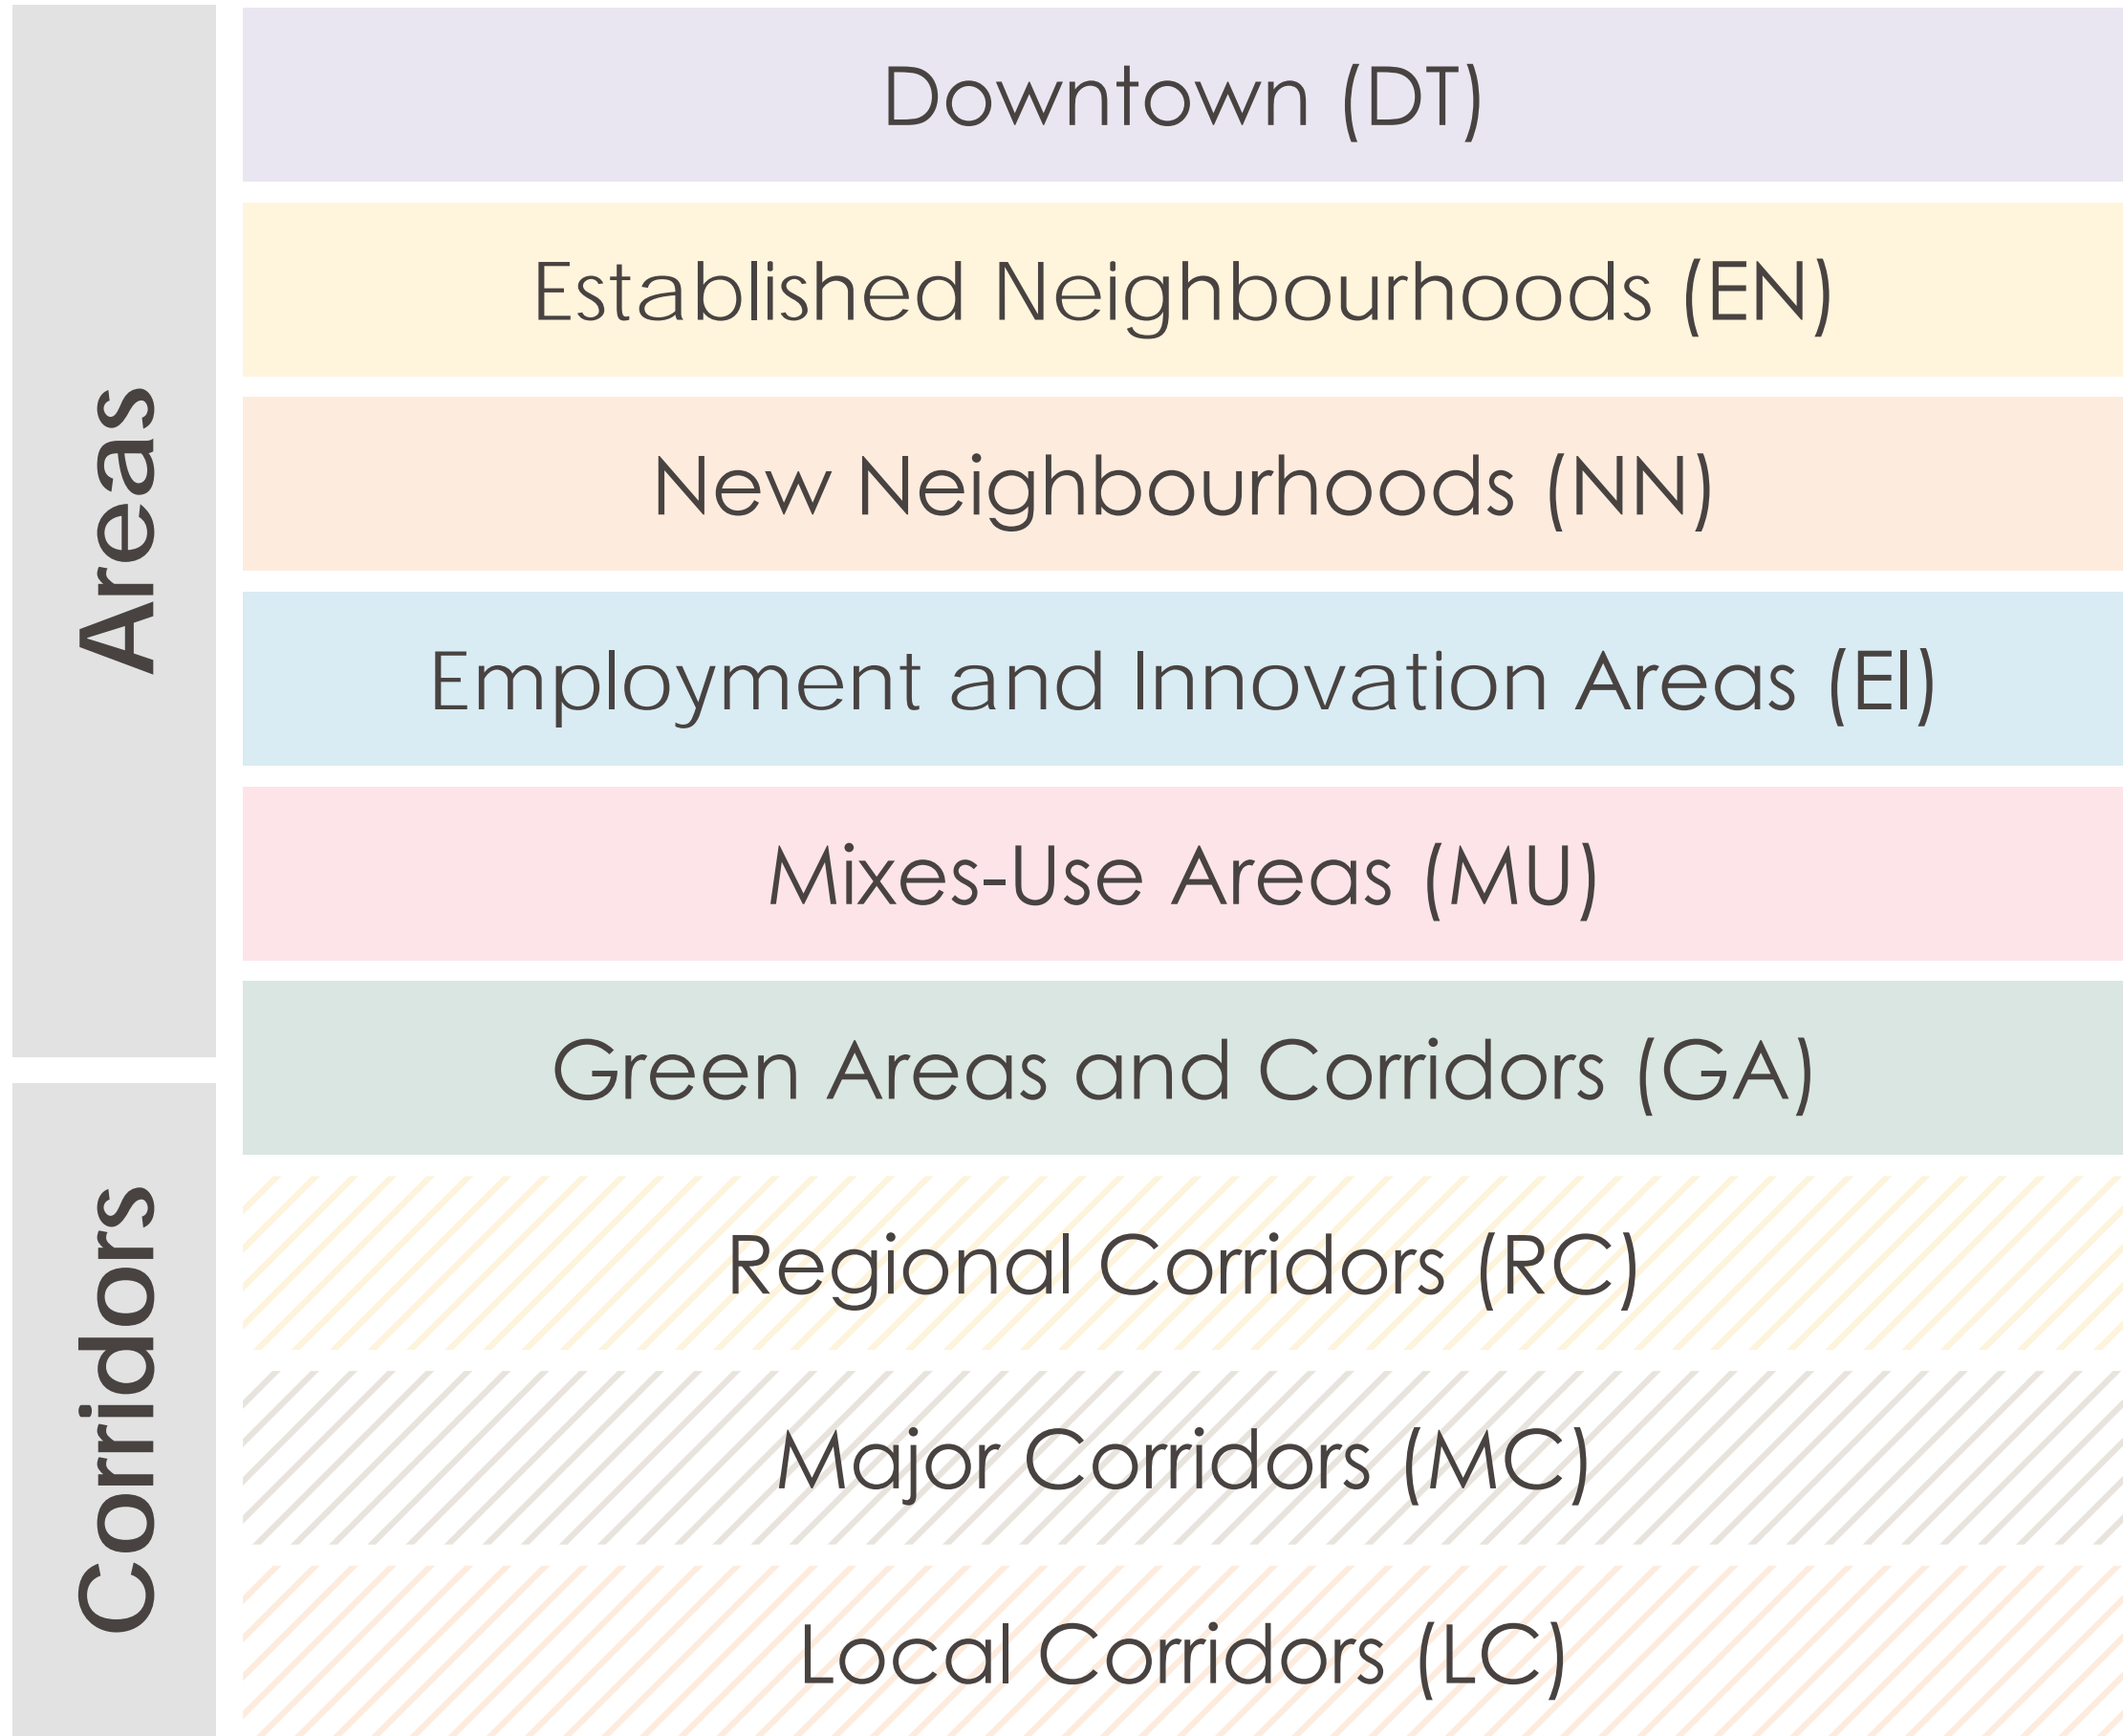 Areas
Downtown (DT)
Established Neighbourhoods (EN)
New Neighbourhoods (NN)
Employment and Innovation Areas (EI)
Mixes-Use Areas (MU)
Green Areas and Corridors (GA)
Corridors
Regional Corridors (RC)
Major Corridors (MC)
Local Corridors (LC)